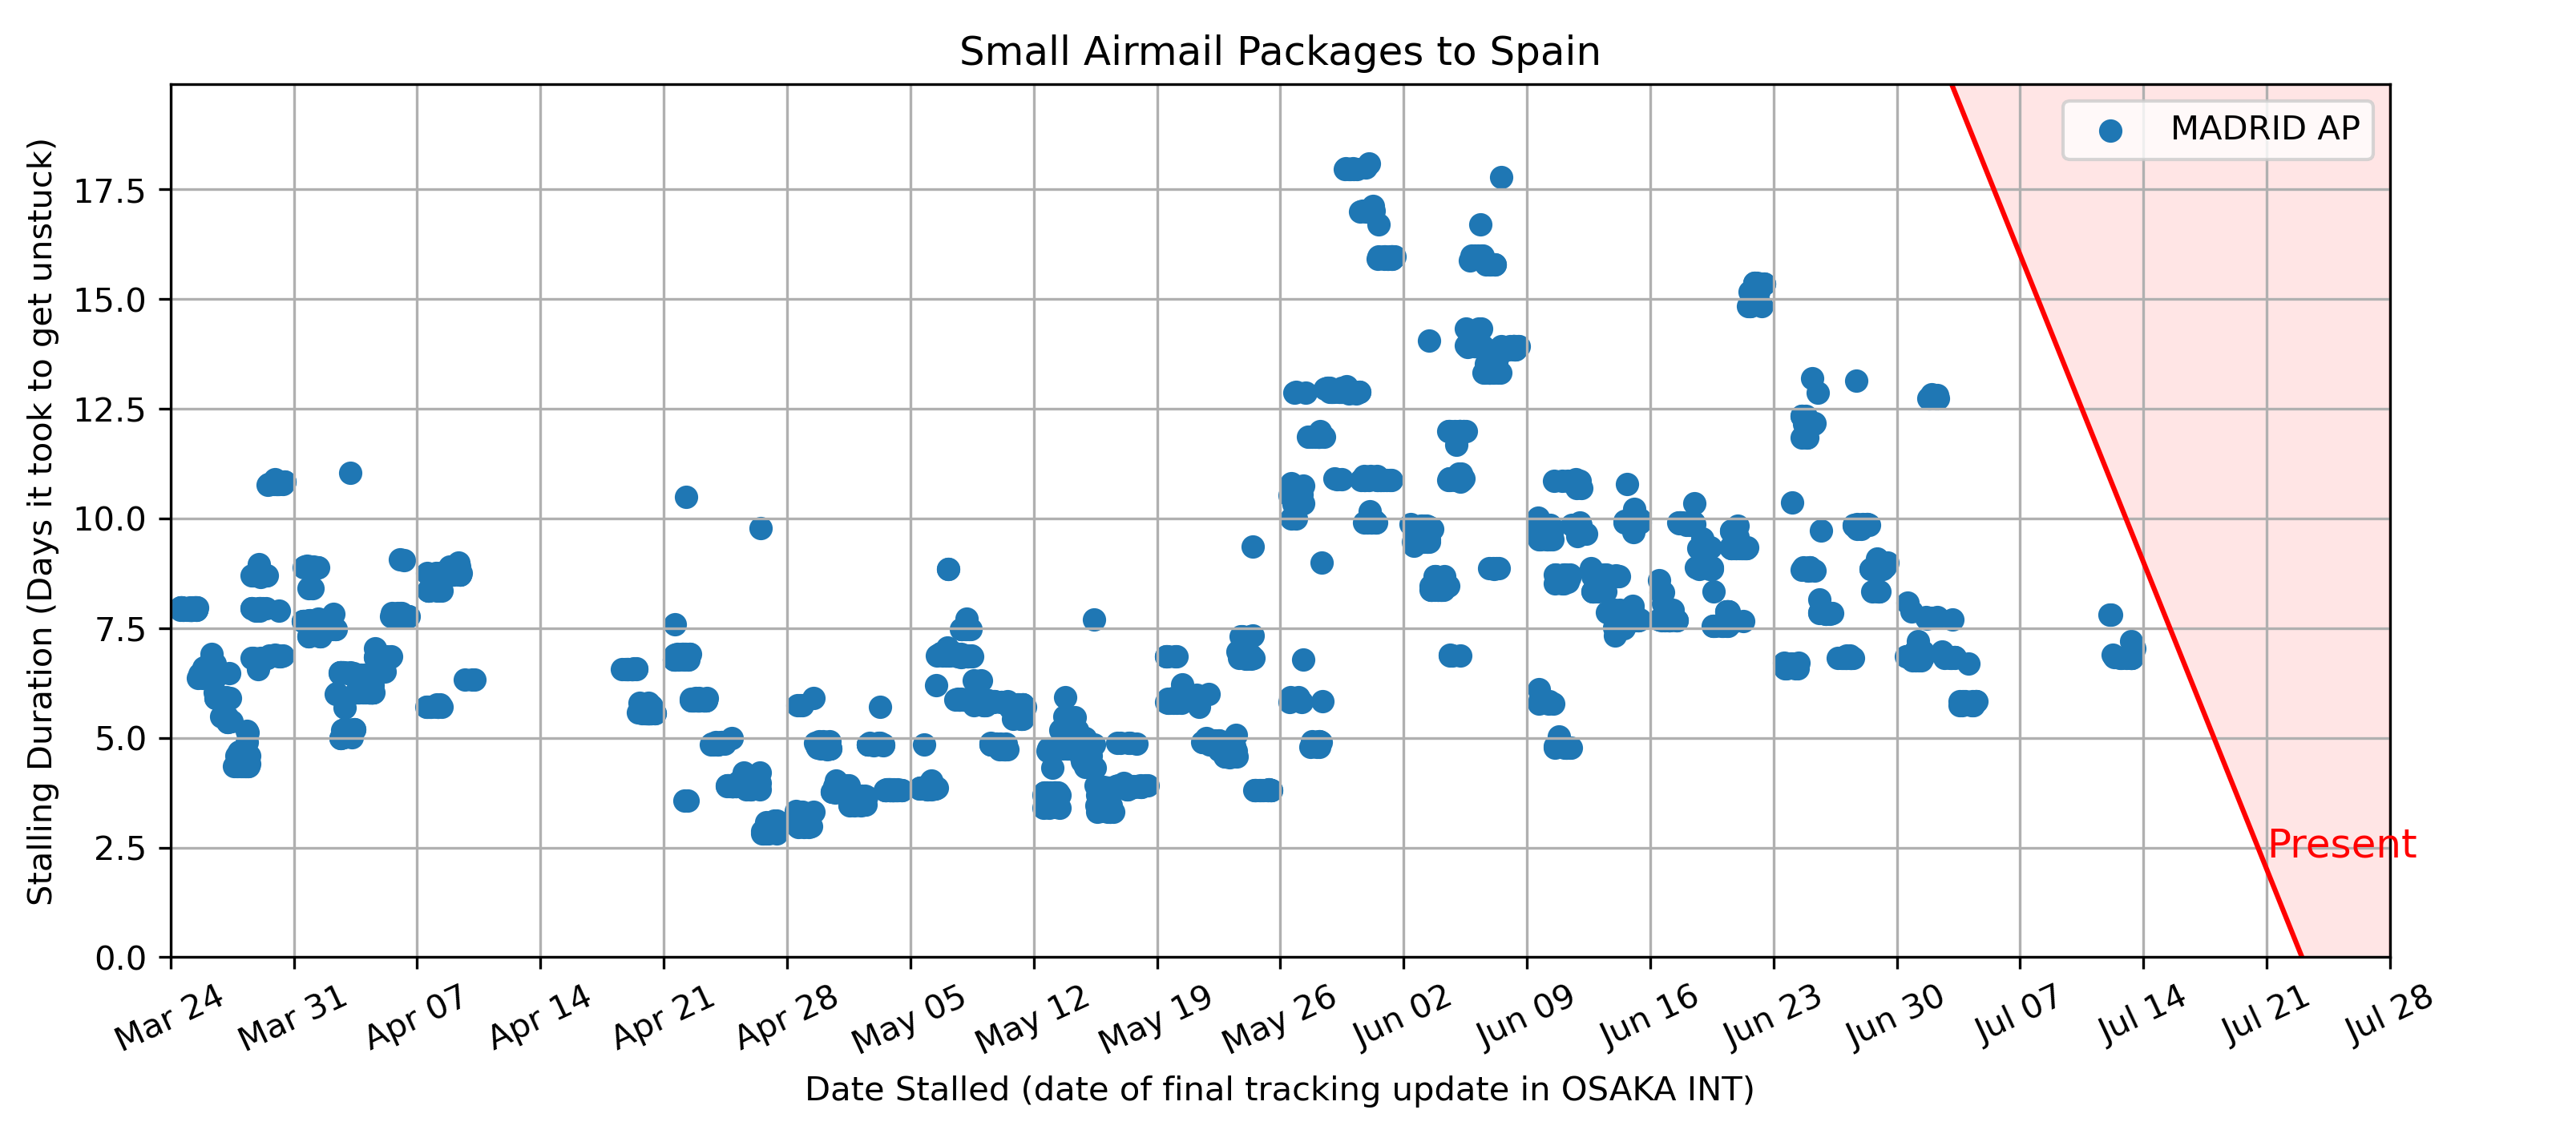 Small Airmail Packages to Spain
MADRID AP
Stalling Duration (Days it took to get unstuck)
17.5
15.0
12.5
10.0
7.5
5.0
2.5
0.0
Present
Mar 24
Mar 31
Apr 07
Apr 14
Apr 21
Apr 28
May 05
May 12
May 19
May 26
Jun 02
Jun 09
Jun 16
Jun 23
Jun 30
Jul 07
Jul 14
Jul 21
Jul 28
Date Stalled (date of final tracking update in OSAKA INT)